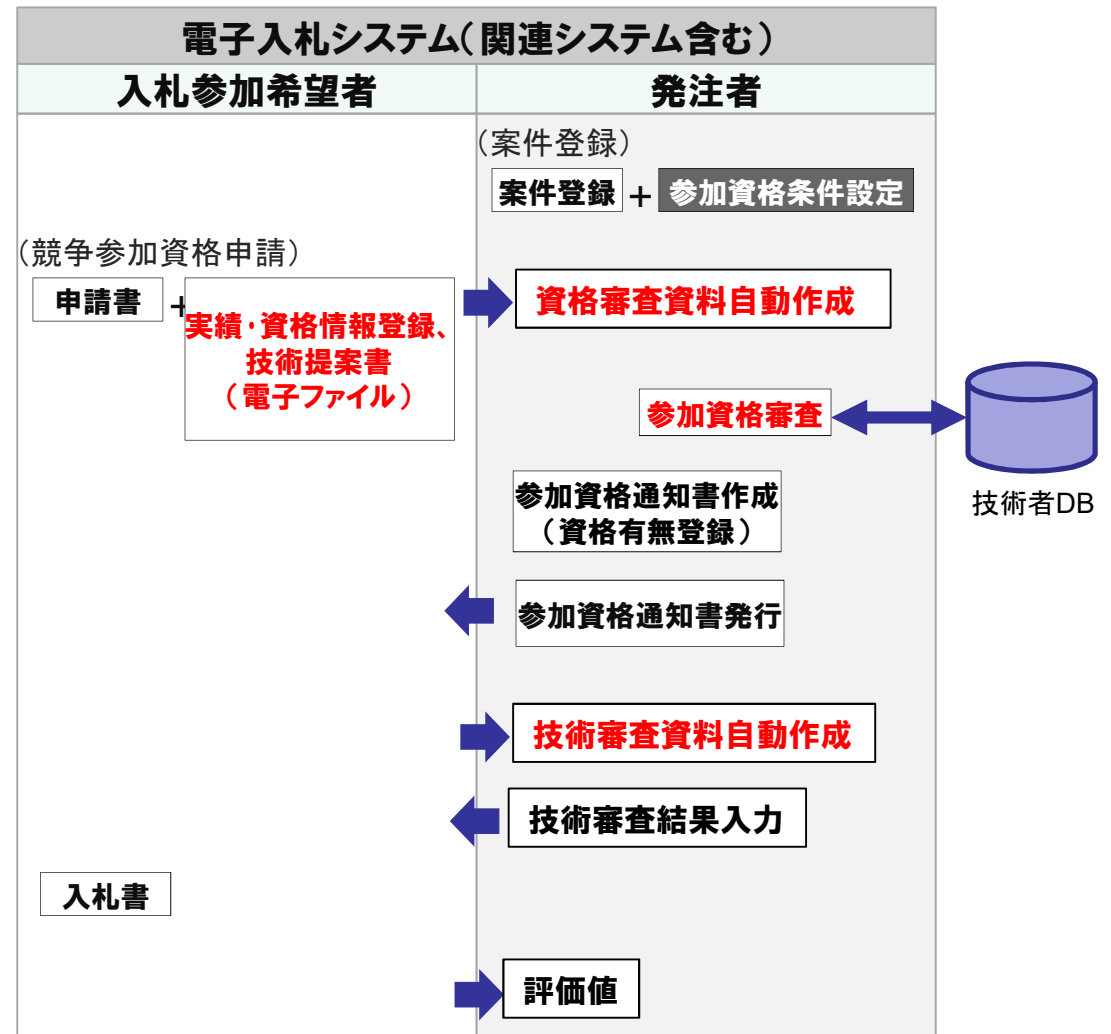 電子入札システム(関連システム含む)
入札参加希望者
発注者
(案件登録)
案件登録 + 参加資格条件設定
(競争参加資格申請)
申請書 +
実績・資格情報登録、
技術提案書
(電子ファイル)
資格審査資料自動作成
参加資格審査
技術者DB
参加資格通知書作成
(資格有無登録)
参加資格通知書発行
技術審査資料自動作成
技術審査結果入力
入札書
評価値